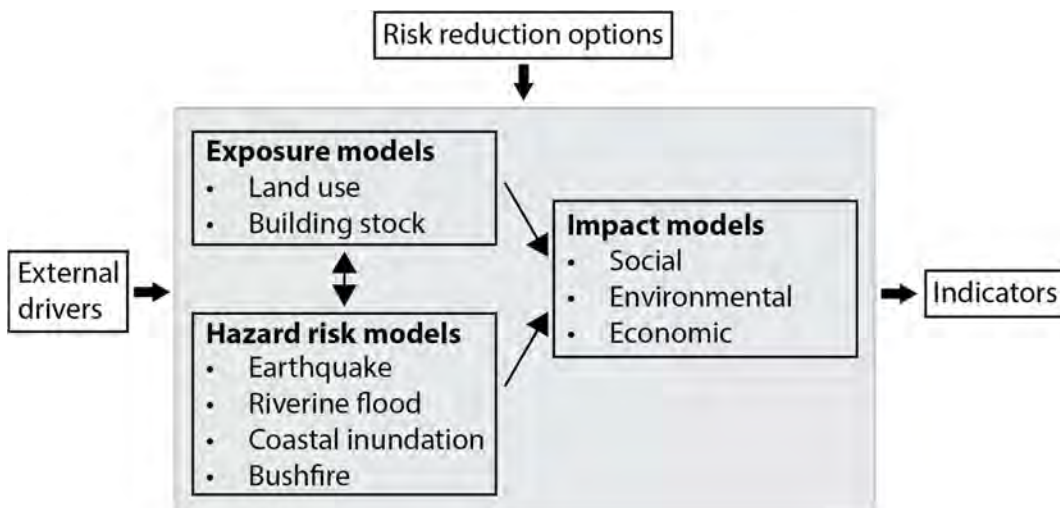 Risk reduction options
Exposure models
• Land use
• Building stock
External
drivers
Hazard risk models
• Earthquake
• Riverine flood
• Coastal inundation
• Bushfire
Impact models
• Social
• Environmental
• Economic
Indicators